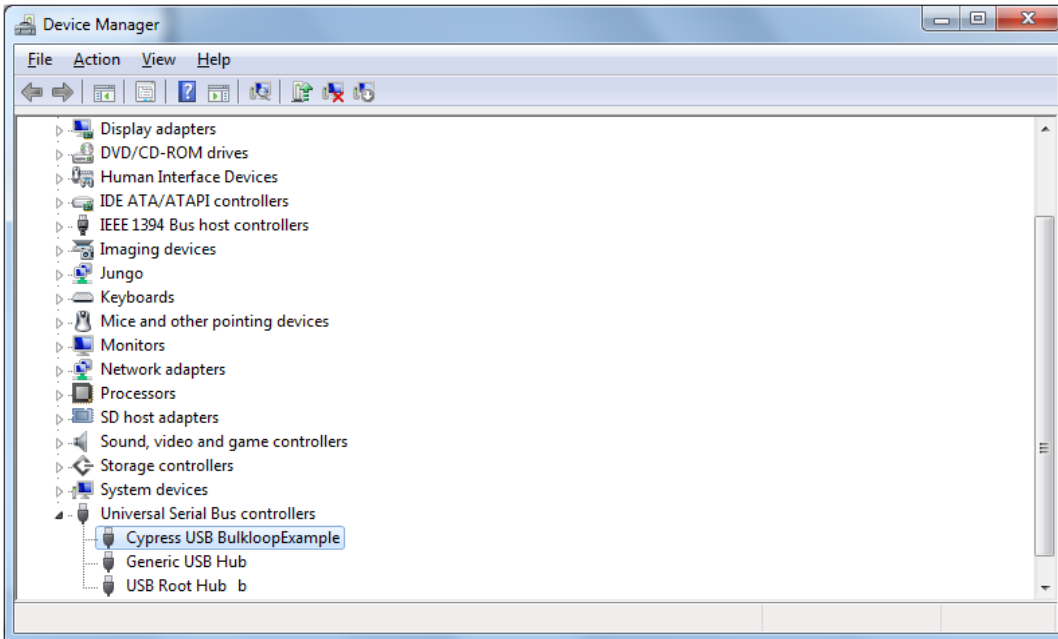 Device Manager
File Action View Help
Display adapters
DVD/CD-ROM drives
Human Interface Devices
IDE ATA/ATAPI controllers
IEEE 1394 Bus host controllers
Imaging devices
Jungo
Keyboards
Mice and other pointing devices
Monitors
Network adapters
Processors
SD host adapters
Sound, video and game controllers
Storage controllers
System devices
Universal Serial Bus controllers
Cypress USB BulkloopExample
Generic USB Hub
USB Root Hub b